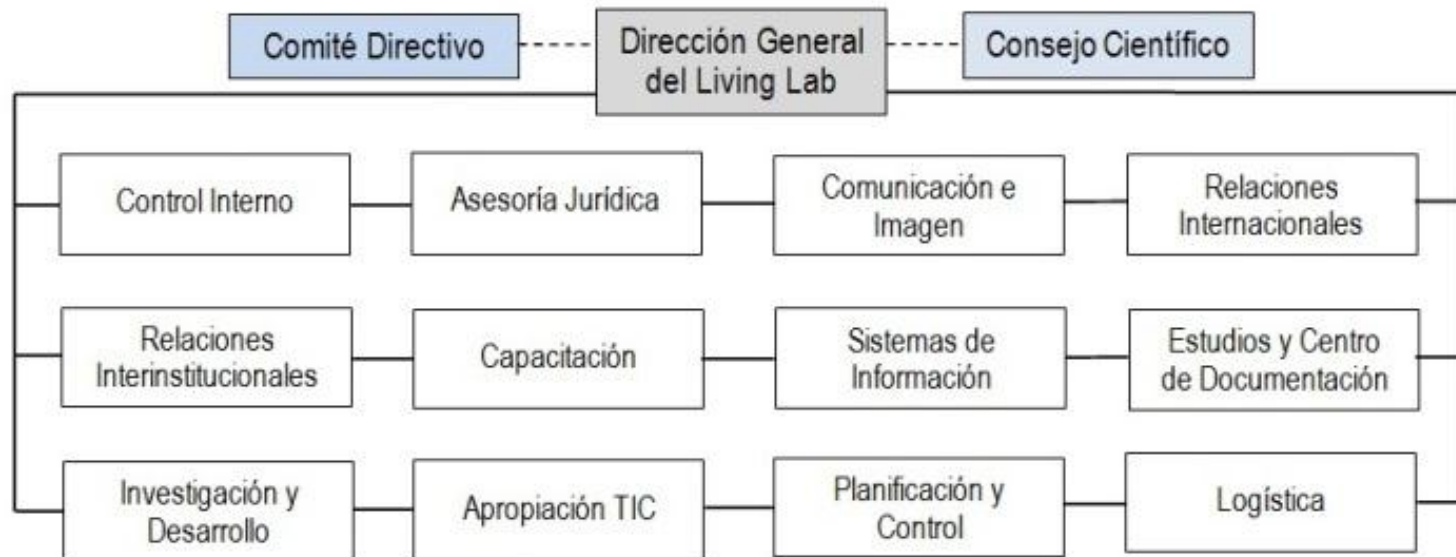 Comité Directivo
Dirección General
del Living Lab
Consejo Científico
Control Interno
Asesoría Jurídica
Comunicación e
Imagen
Relaciones
Internacionales
Relaciones
Interinstitucionales
Capacitación
Sistemas de
Información
Estudios y Centro
de Documentación
Investigación y
Desarrollo
Apropiación TIC
Planificación y
Control
Logística